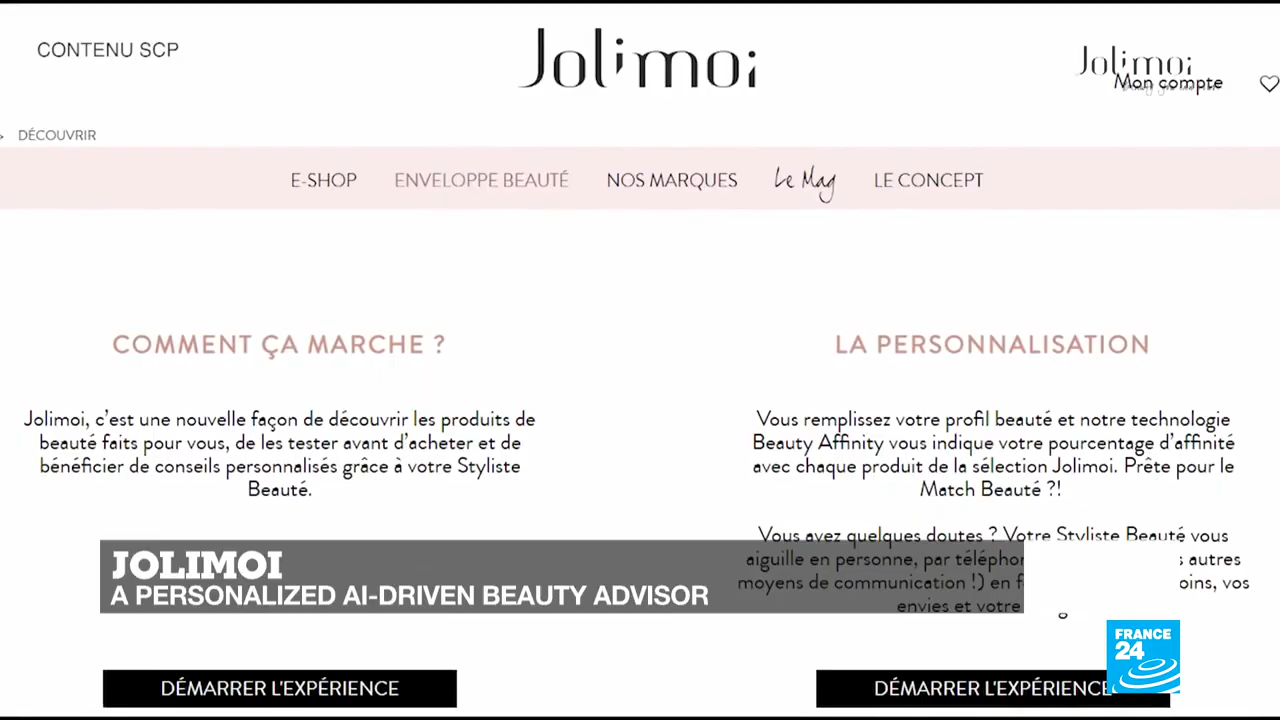 CONTENU SCP
Jolimoi
Jolimoi
Mon compte
> DÉCOUVRIR
E-SHOP ENVELOPPE BEAUTÉ NOS MARQUES Le Mag LE CONCEPT
COMMENT ÇA MARCHE ?
Jolimoi, c'est une nouvelle façon de découvrir les produits de
beauté faits pour vous, de les tester avant d'acheter et de
bénéficier de conseils personnalisés grâce à votre Styliste
Beauté.
LA PERSONNALISATION
Vous remplissez votre profil beauté et notre technologie
Beauty Affinity vous indique votre pourcentage d'affinité
avec chaque produit de la sélection Jolimoi. Prête pour le
Match Beauté ?!
Vous avez quelques doutes ? Votre Styliste Beauté vous
aiguille en personne, par téléphon autres
moyens de communication !) en f oins, vos
envies et votre
JOLIMOI
A PERSONALIZED AI-DRIVEN BEAUTY ADVISOR
DÉMARRER L'EXPÉRIENCE
DÉMARRER L'EXPÉRIENCE
FRANCE
24